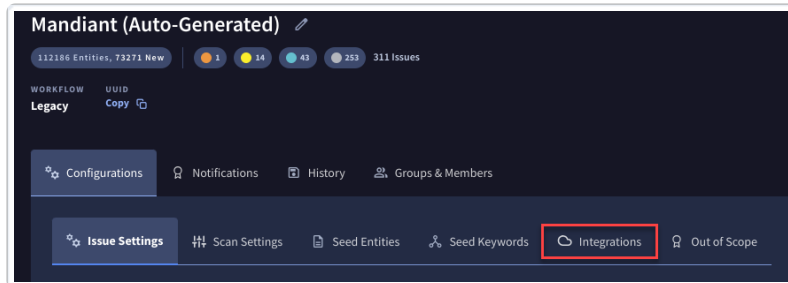 Mandiant (Auto-Generated)
112186 Entities, 73271 New 1 14 43 253 311 Issues
WORKFLOW UUID
Legacy Copy
Configurations Notifications History Groups & Members
Issue Settings Scan Settings Seed Entities Seed Keywords Integrations Out of Scope